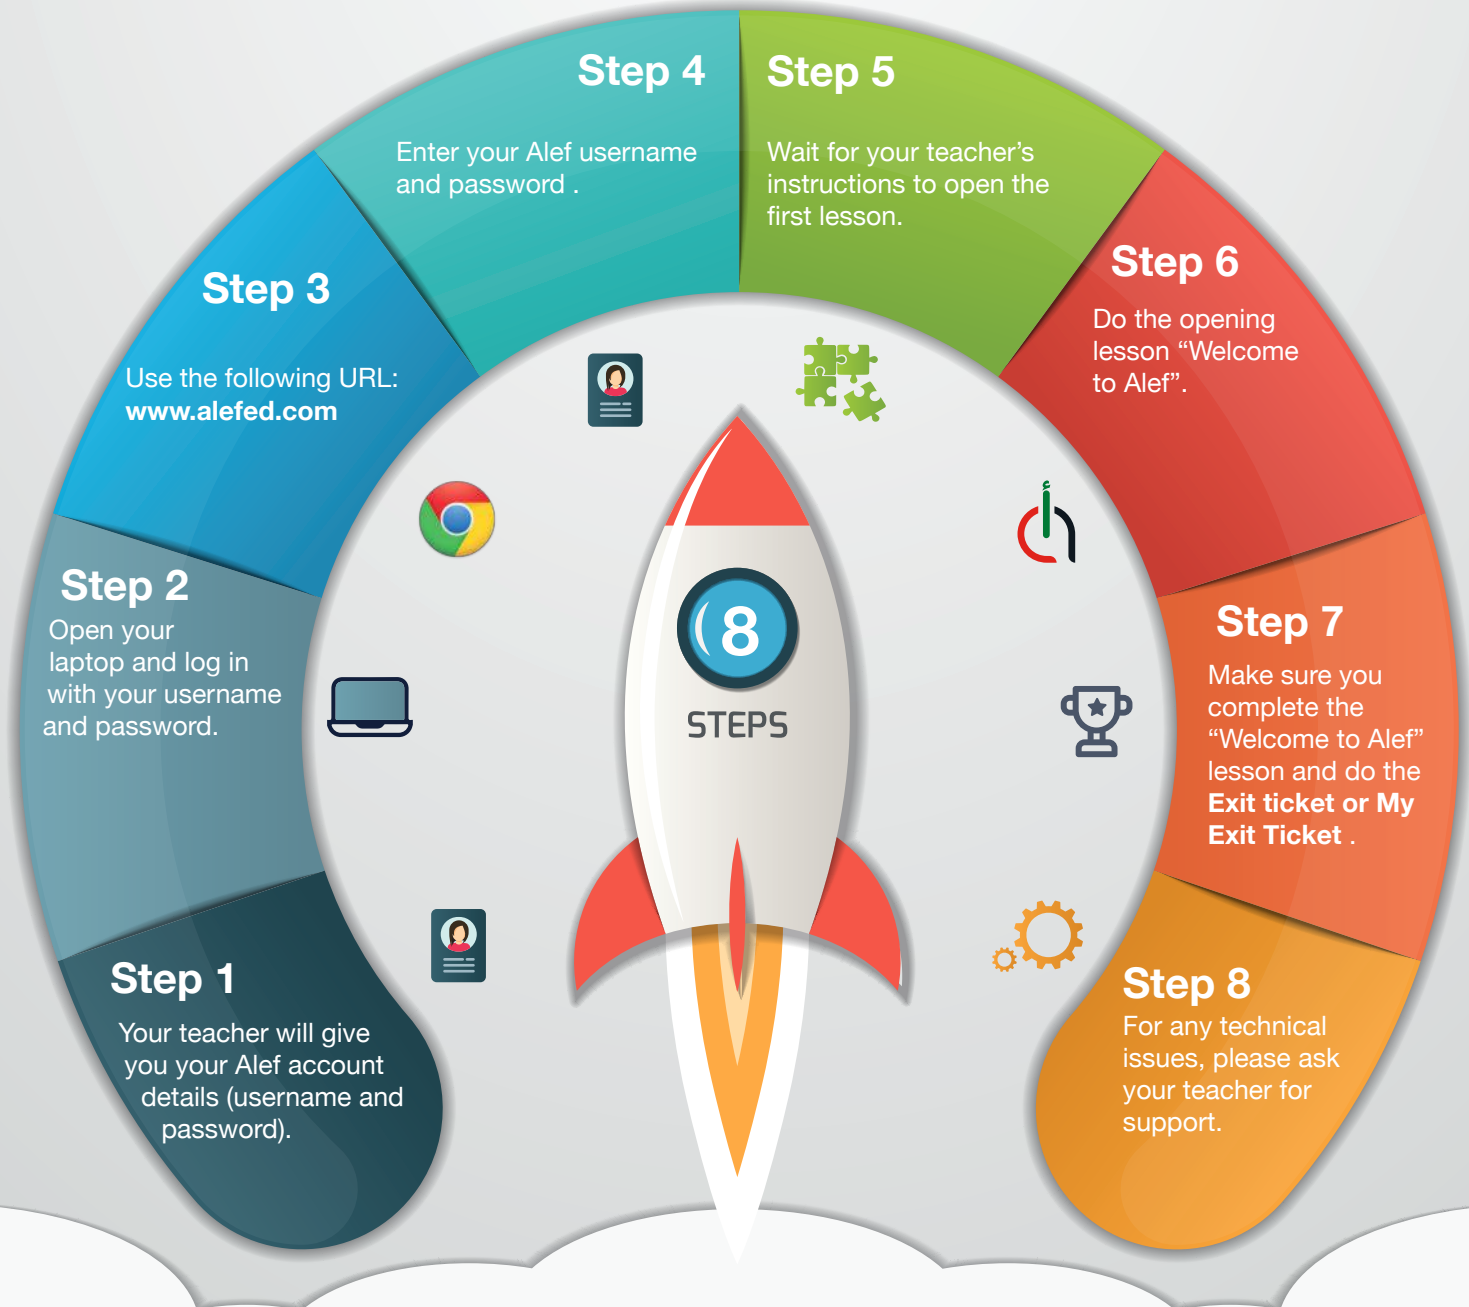 Step 1
Your teacher will give
you your Alef account
details (username and
password).
Step 2
Open your
laptop and log in
with your username
and password.
Step 3
Use the following URL:
www.alefed.com
Step 4
Enter your Alef username
and password .
Step 5
Wait for your teacher’s
instructions to open the
first lesson.
Step 6
Do the opening
lesson “Welcome
to Alef”.
Step 7
Make sure you
complete the
“Welcome to Alef”
lesson and do the
Exit ticket or My
Exit Ticket .
Step 8
For any technical
issues, please ask
your teacher for
support.
8
STEPS